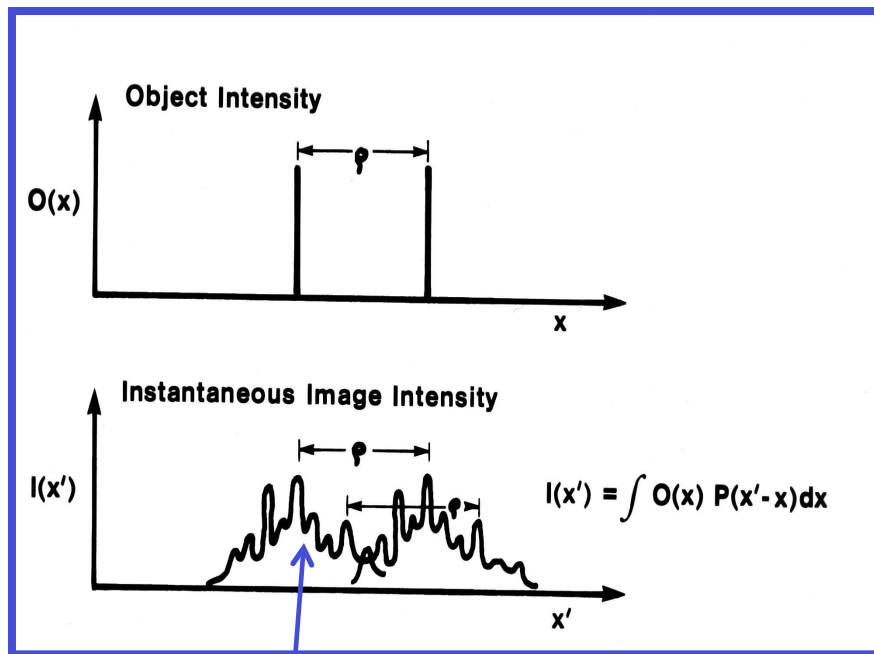 Object Intensity
ρ
O(x)
x
Instantaneous Image Intensity
ρ
ρ
I(x')
I(x') = ∫ O(x) P(x'-x)dx
x'